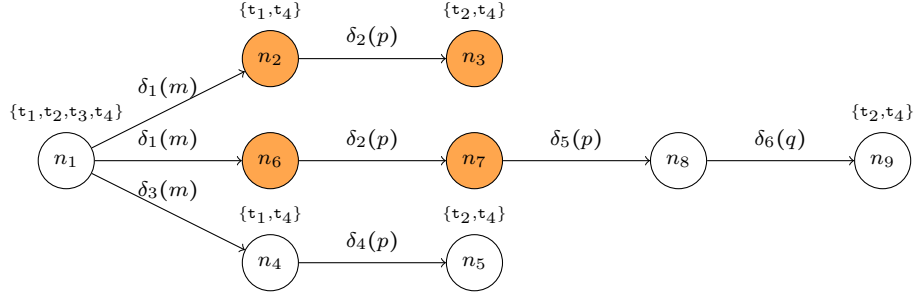 {t₁,t₄} {t₂,t₄}
n₂ δ₂(p) n₃
δ₁(m)
{t₁,t₂,t₃,t₄} {t₂,t₄}
n₁ δ₁(m) n₆ δ₂(p) n₇ δ₅(p) n₈ δ₆(q) n₉
δ₃(m)
{t₁,t₄} {t₂,t₄}
n₄ δ₄(p) n₅